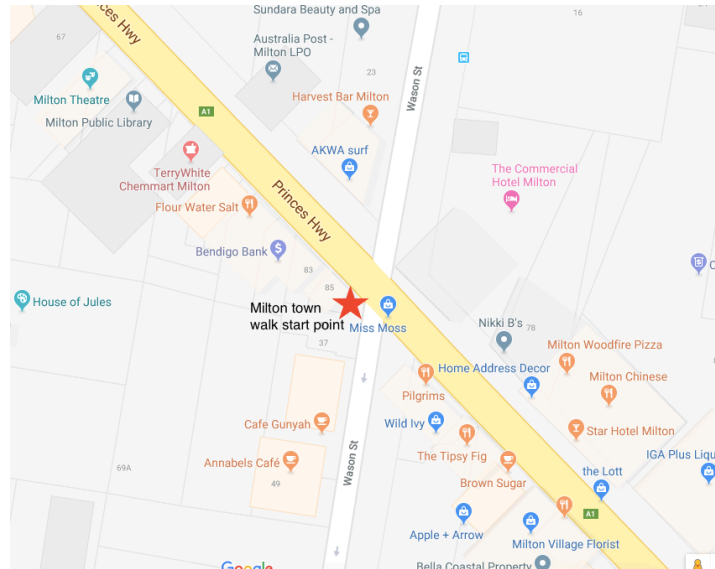 Sundara Beauty and Spa
16
Princes Hwy
67
Australia Post -
Milton LPO
23
Wason St
Milton Theatre
Harvest Bar Milton
A1
Milton Public Library
AKWA surf
TerryWhite
Chemmart Milton
The Commercial
Hotel Milton
Princes Hwy
Flour Water Salt
Bendigo Bank
83
House of Jules
85
Milton town
walk start point
Miss Moss
Nikki B's
78
37
Milton Woodfire Pizza
Home Address Decor
Milton Chinese
Pilgrims
Cafe Gunyah
Wild Ivy
Star Hotel Milton
The Tipsy Fig
Wason St
Annabels Café
IGA Plus Liqu
69A
the Lott
49
Brown Sugar
A1
Apple + Arrow
Milton Village Florist
Google
Bella Coastal Property